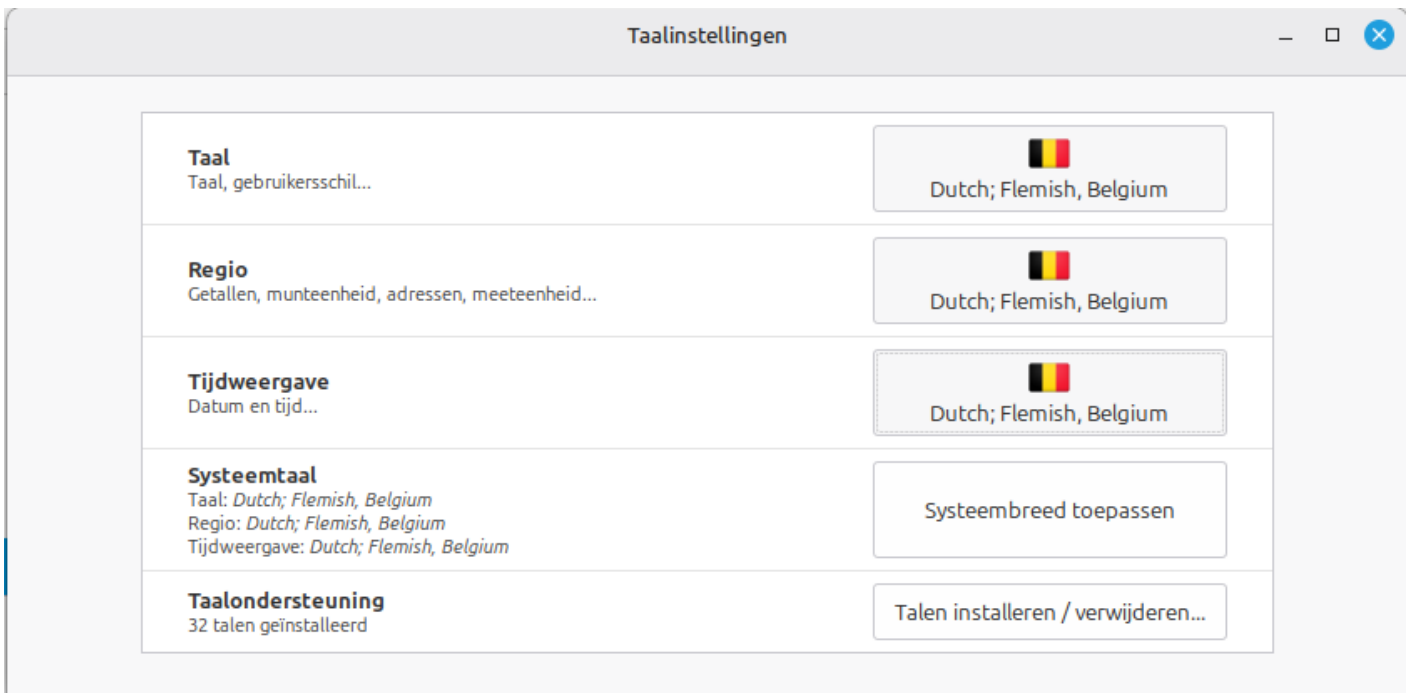 Taalinstellingen
Taal
Taal, gebruikersschil...
Dutch; Flemish, Belgium
Regio
Getallen, munteenheid, adressen, meeteenheid...
Dutch; Flemish, Belgium
Tijdweergave
Datum en tijd...
Dutch; Flemish, Belgium
Systeemtaal
Taal: Dutch; Flemish, Belgium
Regio: Dutch; Flemish, Belgium
Tijdweergave: Dutch; Flemish, Belgium
Systeembreed toepassen
Taalondersteuning
32 talen geïnstalleerd
Talen installeren / verwijderen...